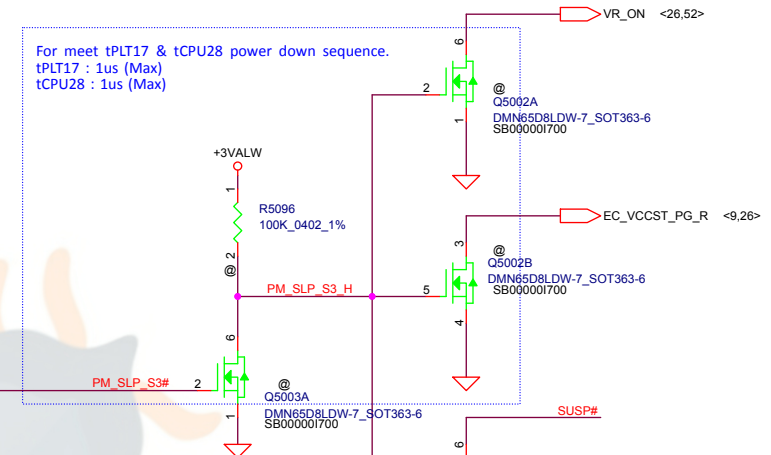 VR_ON <26,52>
For meet tPLT17 & tCPU28 power down sequence.
tPLT17 : 1us (Max)
tCPU28 : 1us (Max)
6
2
@
Q5002A
DMN65D8LDW-7_SOT363-6
SB00000I700
1
+3VALW
1
R5096
100K_0402_1%
2
@
EC_VCCST_PG_R <9,26>
3
@
Q5002B
DMN65D8LDW-7_SOT363-6
SB00000I700
PM_SLP_S3_H
5
4
6
PM_SLP_S3#
2
@
Q5003A
DMN65D8LDW-7_SOT363-6
SB00000I700
1
SUSP#
6